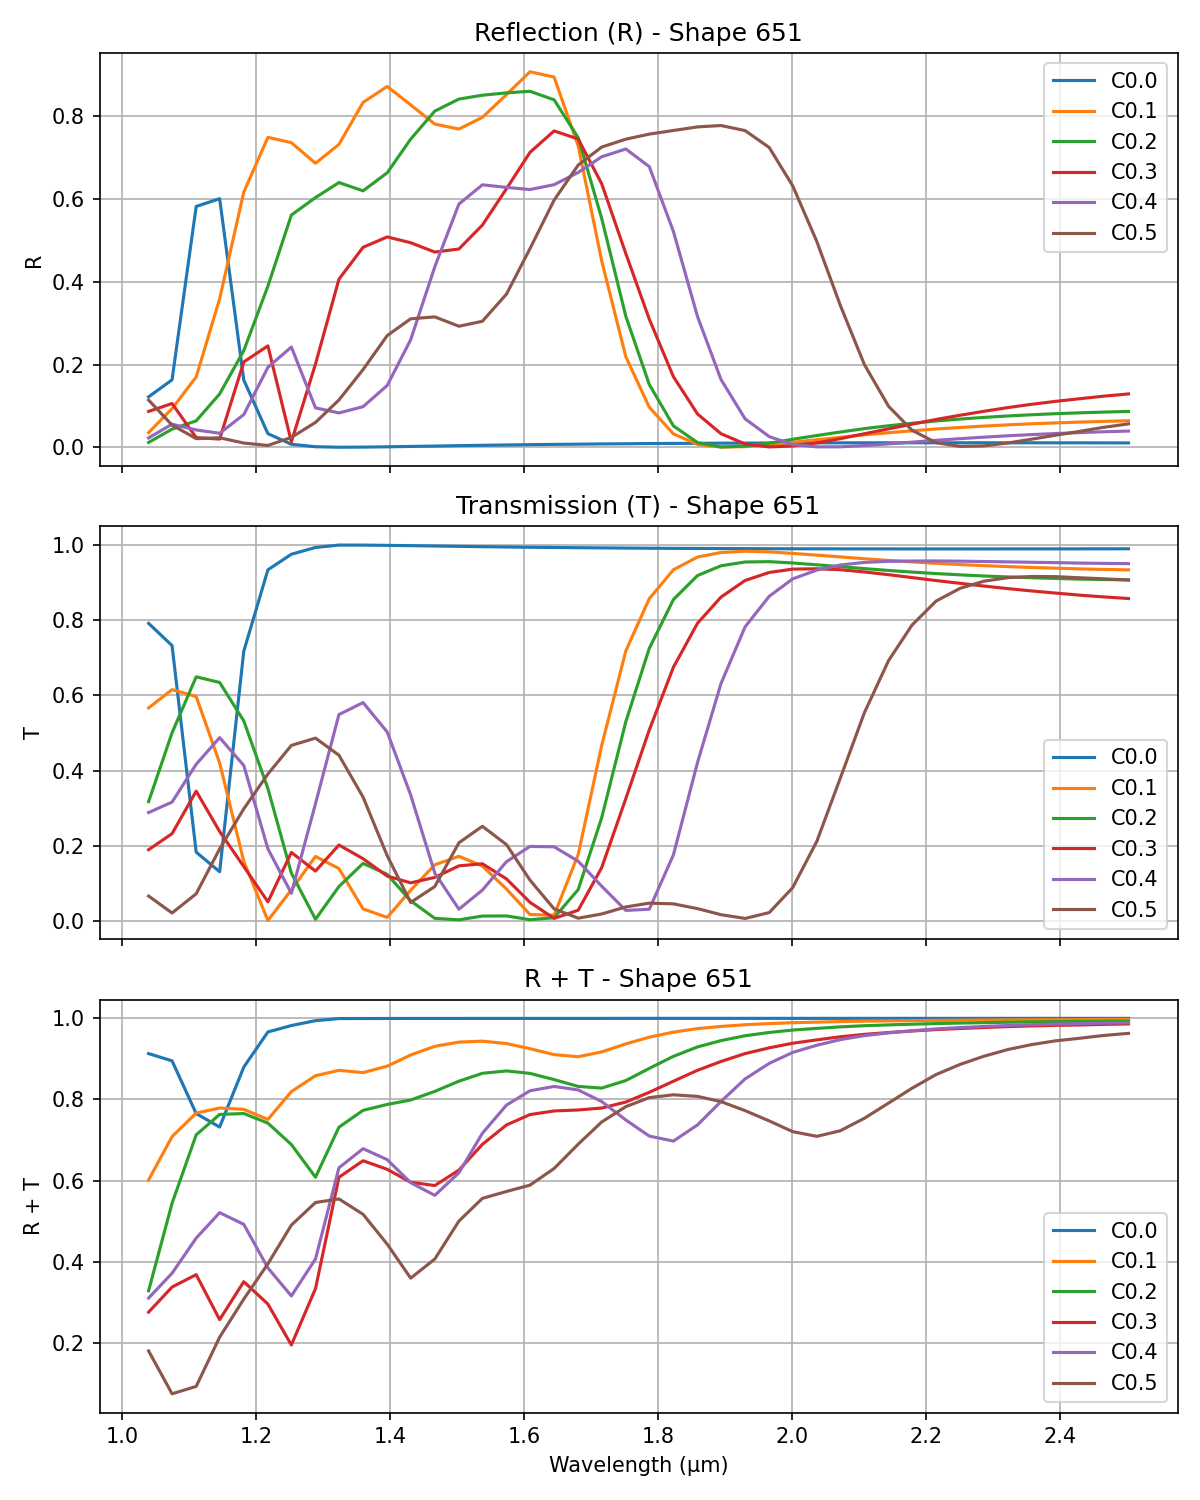 Reflection (R) - Shape 651
0.8
0.6
0.4
0.2
0.0
R
C0.0
C0.1
C0.2
C0.3
C0.4
C0.5
Transmission (T) - Shape 651
1.0
0.8
0.6
0.4
0.2
0.0
T
C0.0
C0.1
C0.2
C0.3
C0.4
C0.5
R + T - Shape 651
1.0
0.8
0.6
0.4
0.2
R + T
C0.0
C0.1
C0.2
C0.3
C0.4
C0.5
1.0 1.2 1.4 1.6 1.8 2.0 2.2 2.4
Wavelength (μm)